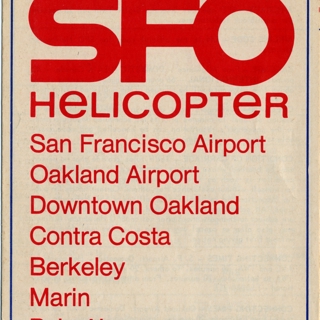 SFO
HeLICOPTeR
San Francisco Airport
Oakland Airport
Downtown Oakland
Contra Costa
Berkeley
Marin